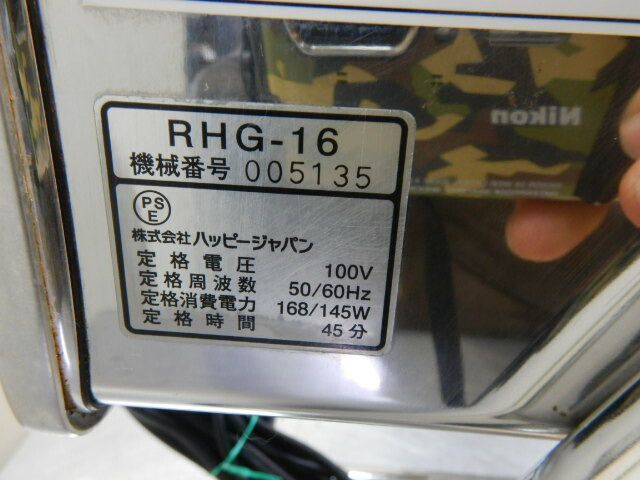 RHG-16
機械番号 005135
PS
E
株式会社ハッピージャパン
定格電圧 100V
定格周波数 50/60Hz
定格消費電力 168/145W
定格時間 45分
Nikon